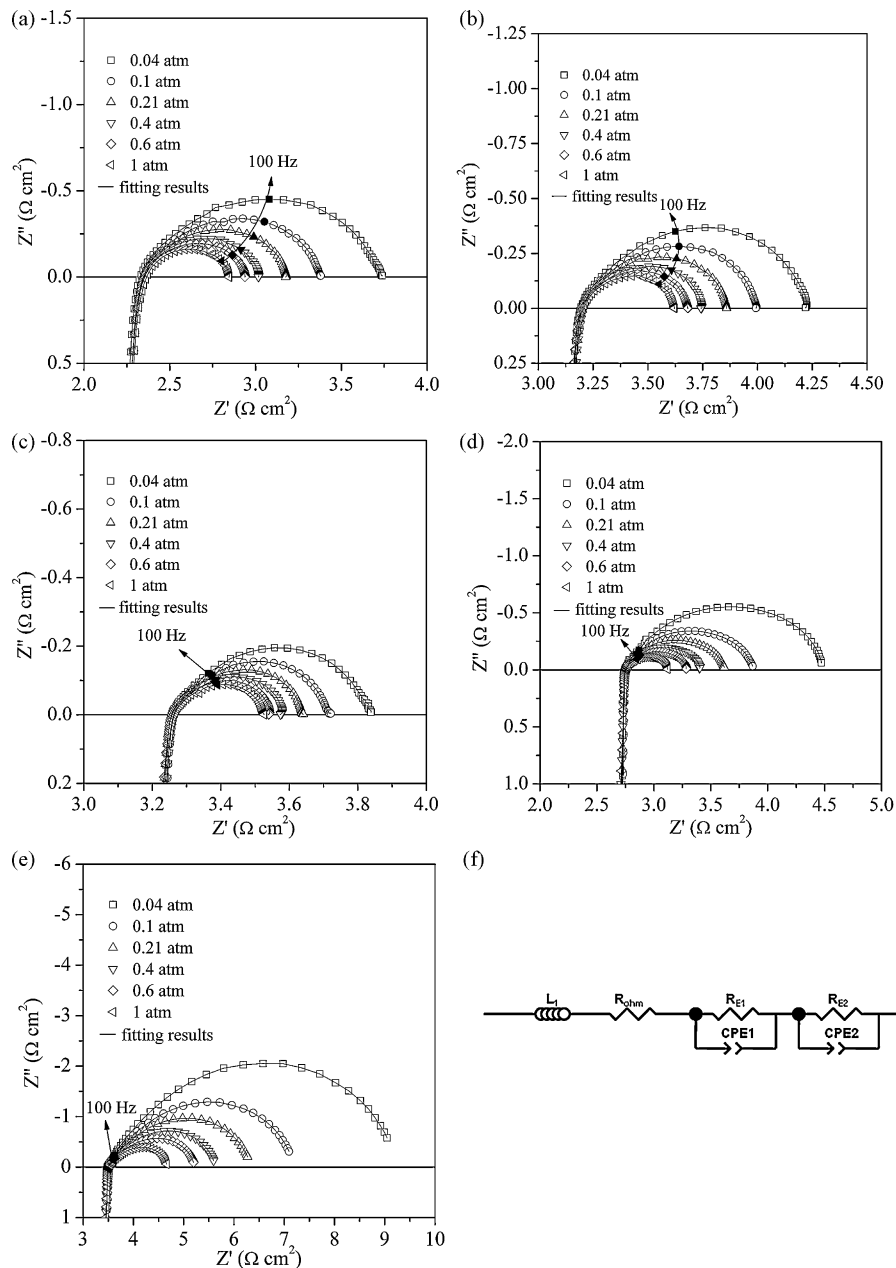 (a)
-1.5
-1.0
-0.5
0.0
0.5
Z'' (Ω cm²)
0.04 atm
0.1 atm
0.21 atm
0.4 atm
0.6 atm
1 atm
fitting results
100 Hz
2.0 2.5 3.0 3.5 4.0
Z' (Ω cm²)
(b)
-1.25
-1.00
-0.75
-0.50
-0.25
0.00
0.25
Z'' (Ω cm²)
0.04 atm
0.1 atm
0.21 atm
0.4 atm
0.6 atm
1 atm
fitting results
100 Hz
3.00 3.25 3.50 3.75 4.00 4.25 4.50
Z' (Ω cm²)
(c)
-0.8
-0.6
-0.4
-0.2
0.0
0.2
Z'' (Ω cm²)
0.04 atm
0.1 atm
0.21 atm
0.4 atm
0.6 atm
1 atm
fitting results
100 Hz
3.0 3.2 3.4 3.6 3.8 4.0
Z' (Ω cm²)
(d)
-2.0
-1.5
-1.0
-0.5
0.0
0.5
1.0
Z'' (Ω cm²)
0.04 atm
0.1 atm
0.21 atm
0.4 atm
0.6 atm
1 atm
fitting results
100 Hz
2.0 2.5 3.0 3.5 4.0 4.5 5.0
Z' (Ω cm²)
(e)
-6
-5
-4
-3
-2
-1
0
1
Z'' (Ω cm²)
0.04 atm
0.1 atm
0.21 atm
0.4 atm
0.6 atm
1 atm
fitting results
100 Hz
3 4 5 6 7 8 9 10
Z' (Ω cm²)
(f)
L₁ R_ohm R_E1 R_E2
CPE1 CPE2